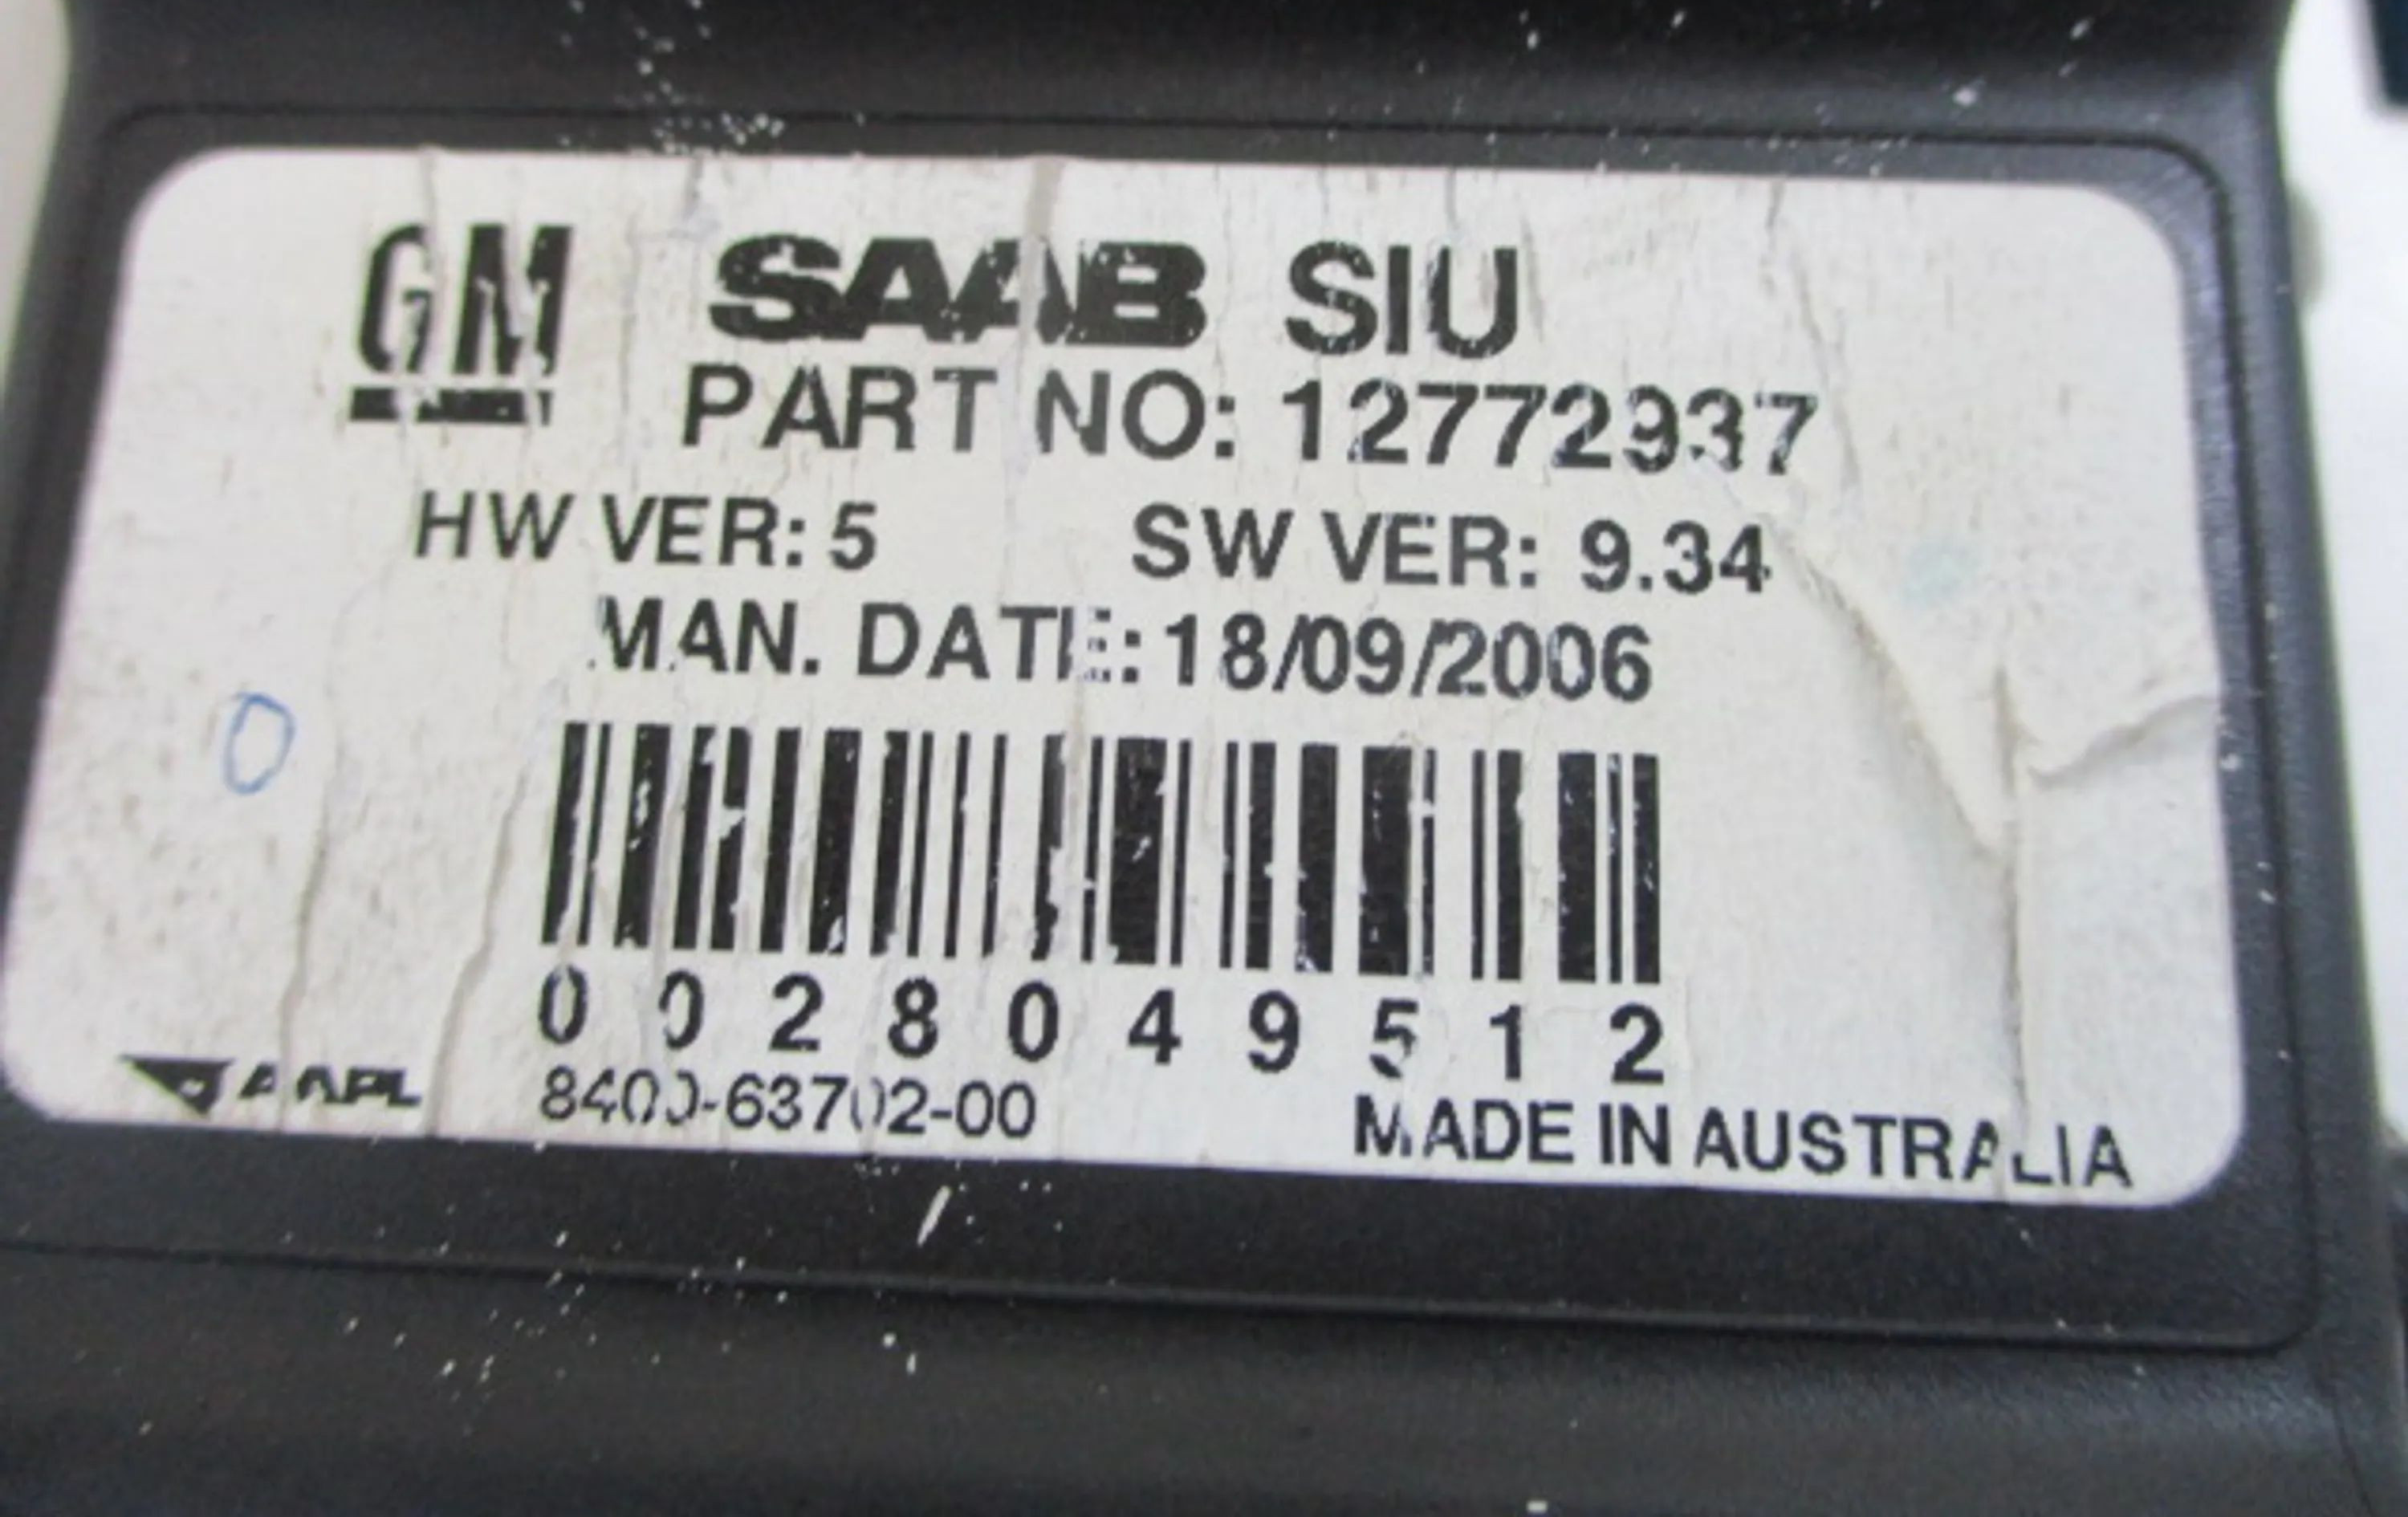 GM SAAB SIU
PART NO: 12772937
HW VER: 5 SW VER: 9.34
MAN. DATE: 18/09/2006
0
0 0 2 8 0 4 9 5 1 2
8400-63702-00
MADE IN AUSTRALIA